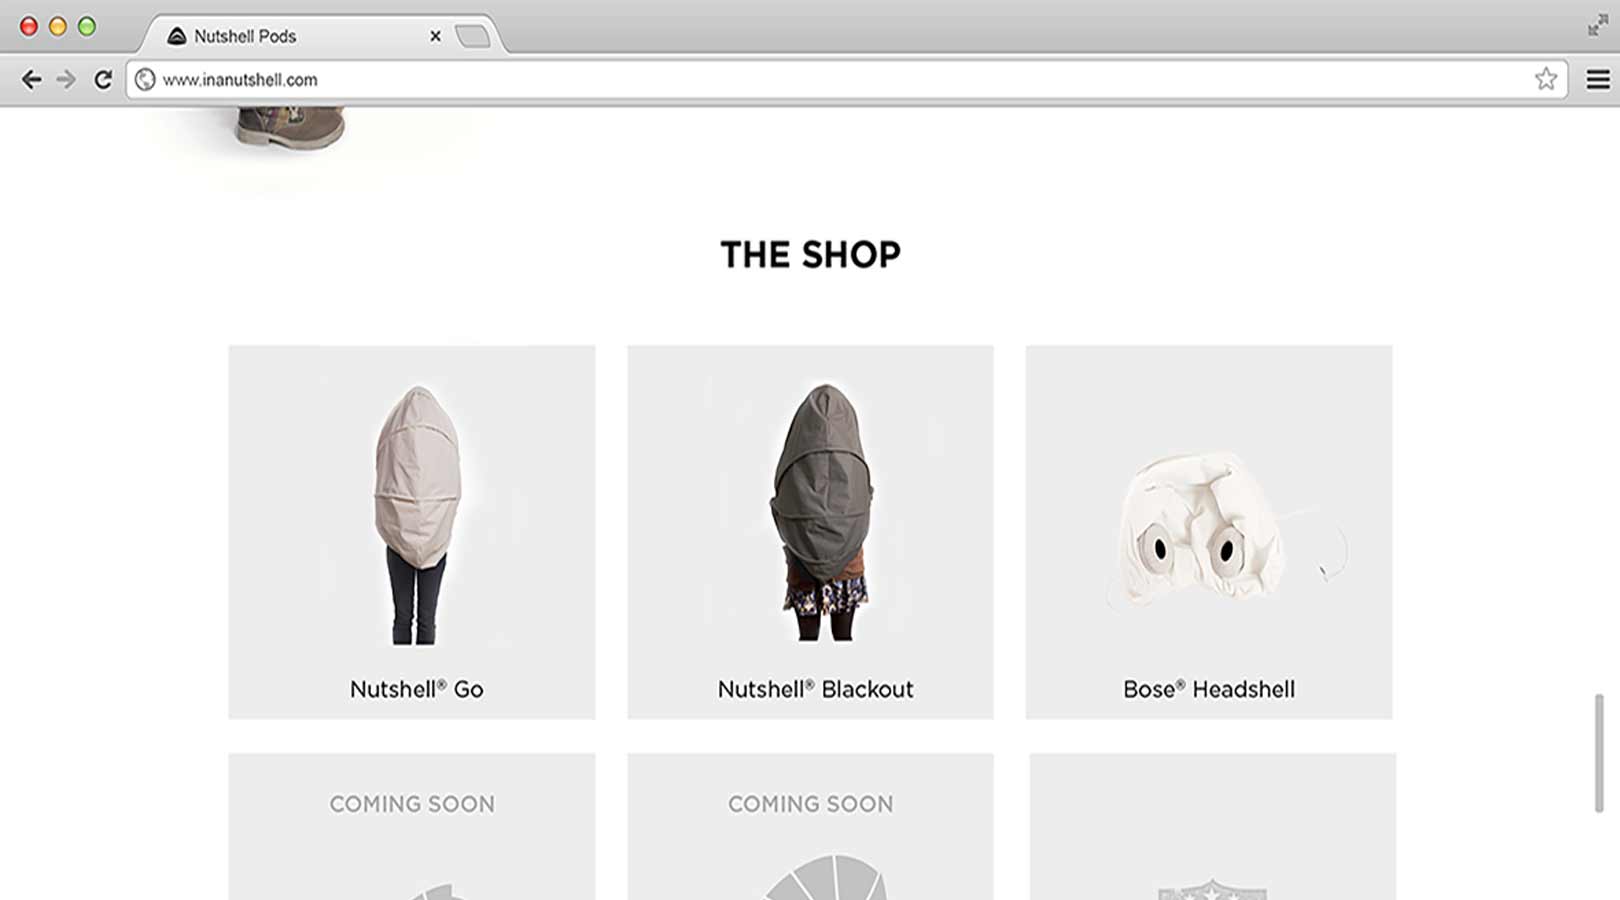 Nutshell Pods
www.inanutshell.com
THE SHOP
Nutshell® Go
Nutshell® Blackout
Bose® Headshell
COMING SOON
COMING SOON